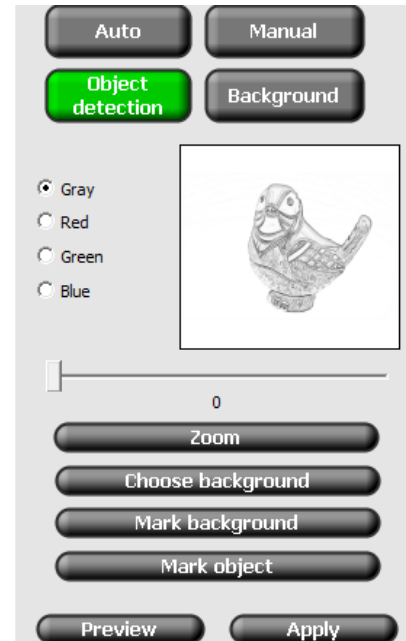 Auto
Manual
Object
detection
Background
Gray
Red
Green
Blue
0
Zoom
Choose background
Mark background
Mark object
Preview
Apply